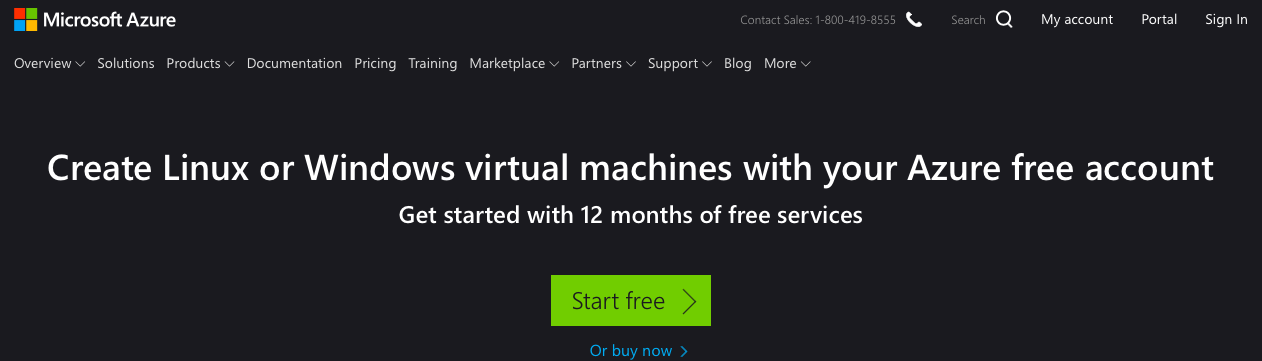 Microsoft Azure
Contact Sales: 1-800-419-8555 Search My account Portal Sign In
Overview Solutions Products Documentation Pricing Training Marketplace Partners Support Blog More
Create Linux or Windows virtual machines with your Azure free account
Get started with 12 months of free services
Start free
Or buy now